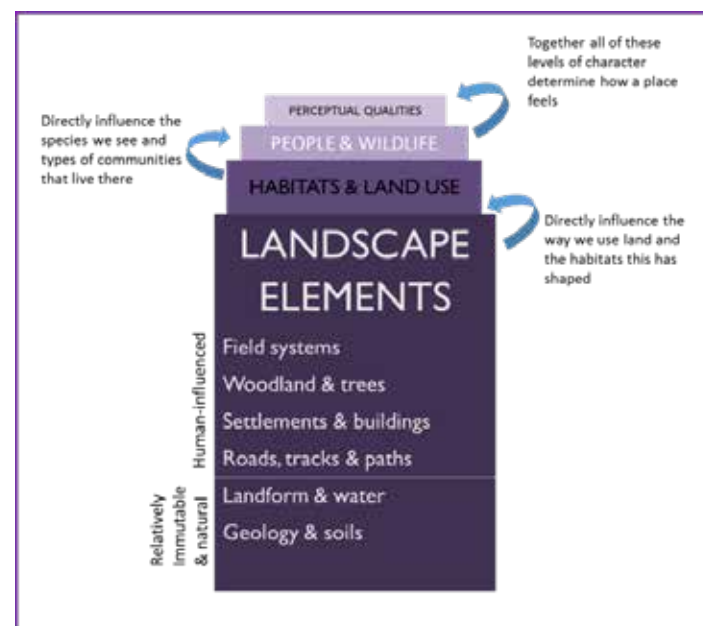 Together all of these
levels of character
determine how a place
feels
PERCEPTUAL QUALITIES
Directly influence the
species we see and
types of communities
that live there
PEOPLE & WILDLIFE
HABITATS & LAND USE
Directly influence the
way we use land and
the habitats this has
shaped
LANDSCAPE
ELEMENTS
Human-influenced
Field systems
Woodland & trees
Settlements & buildings
Roads, tracks & paths
Relatively
Immutable
& natural
Landform & water
Geology & soils